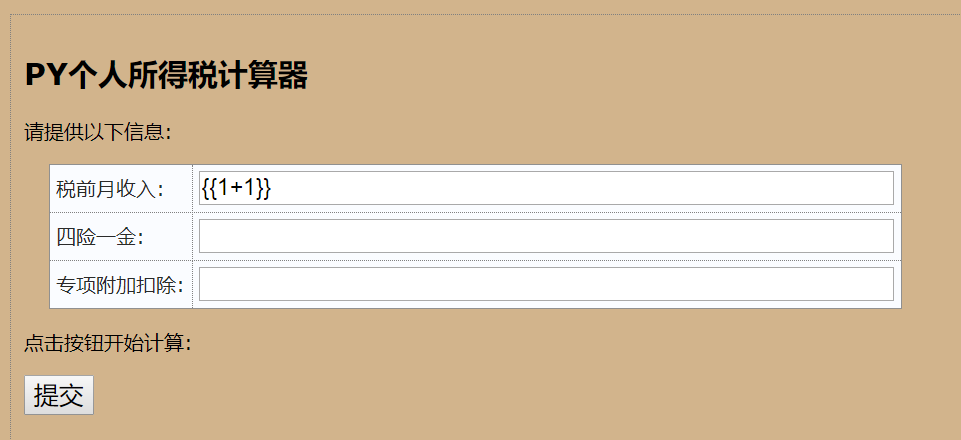 PY个人所得税计算器
请提供以下信息:
税前月收入: {{1+1}}
四险一金:
专项附加扣除:
点击按钮开始计算:
提交